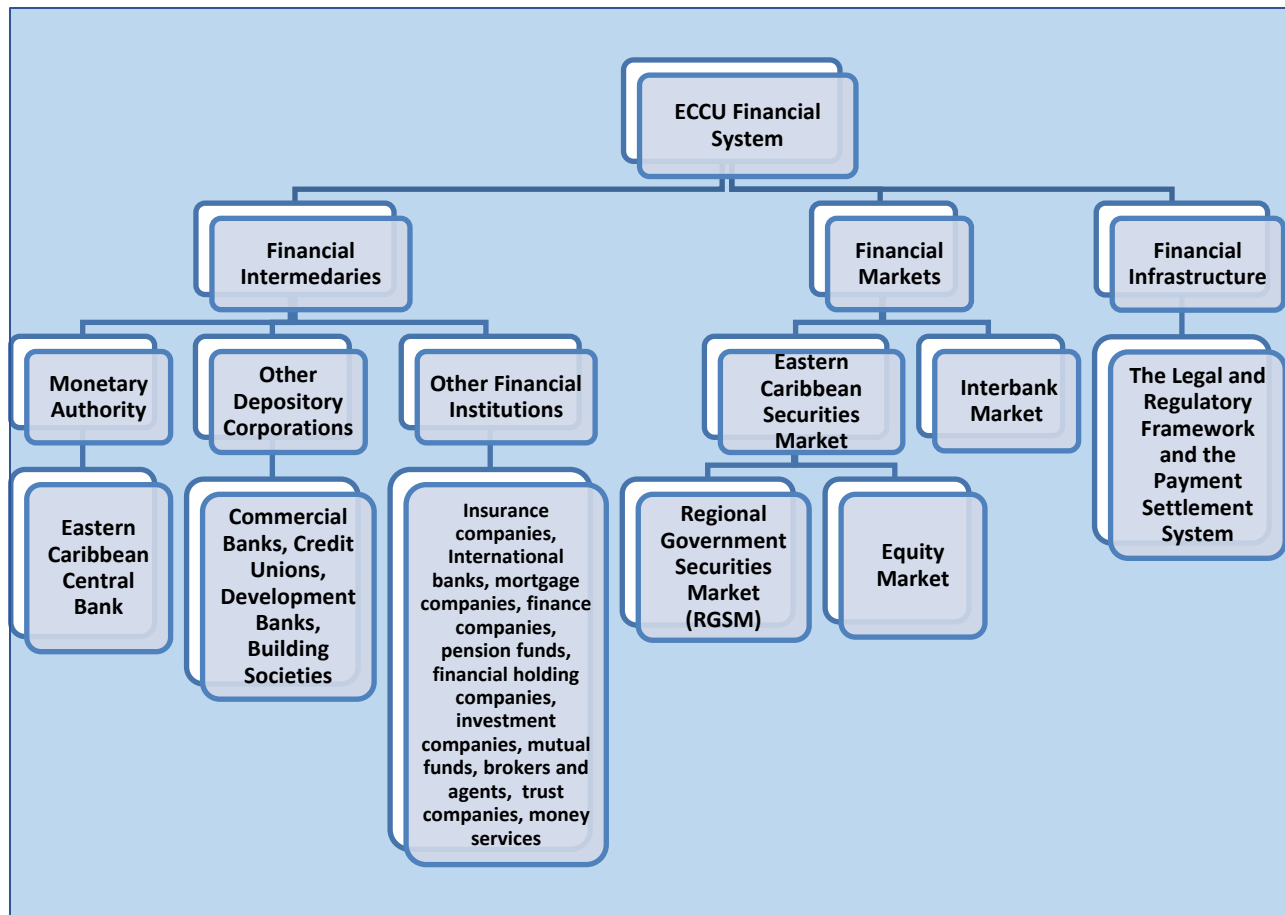 ECCU Financial
System
Financial
Intermedaries
Financial
Markets
Financial
Infrastructure
Monetary
Authority
Other
Depository
Corporations
Other Financial
Institutions
Eastern
Caribbean
Securities
Market
Interbank
Market
The Legal and
Regulatory
Framework
and the
Payment
Settlement
System
Eastern
Caribbean
Central
Bank
Commercial
Banks, Credit
Unions,
Development
Banks,
Building
Societies
Insurance
companies,
International
banks, mortgage
companies, finance
companies,
pension funds,
financial holding
companies,
investment
companies, mutual
funds, brokers and
agents, trust
companies, money
services
Regional
Government
Securities
Market
(RGSM)
Equity
Market